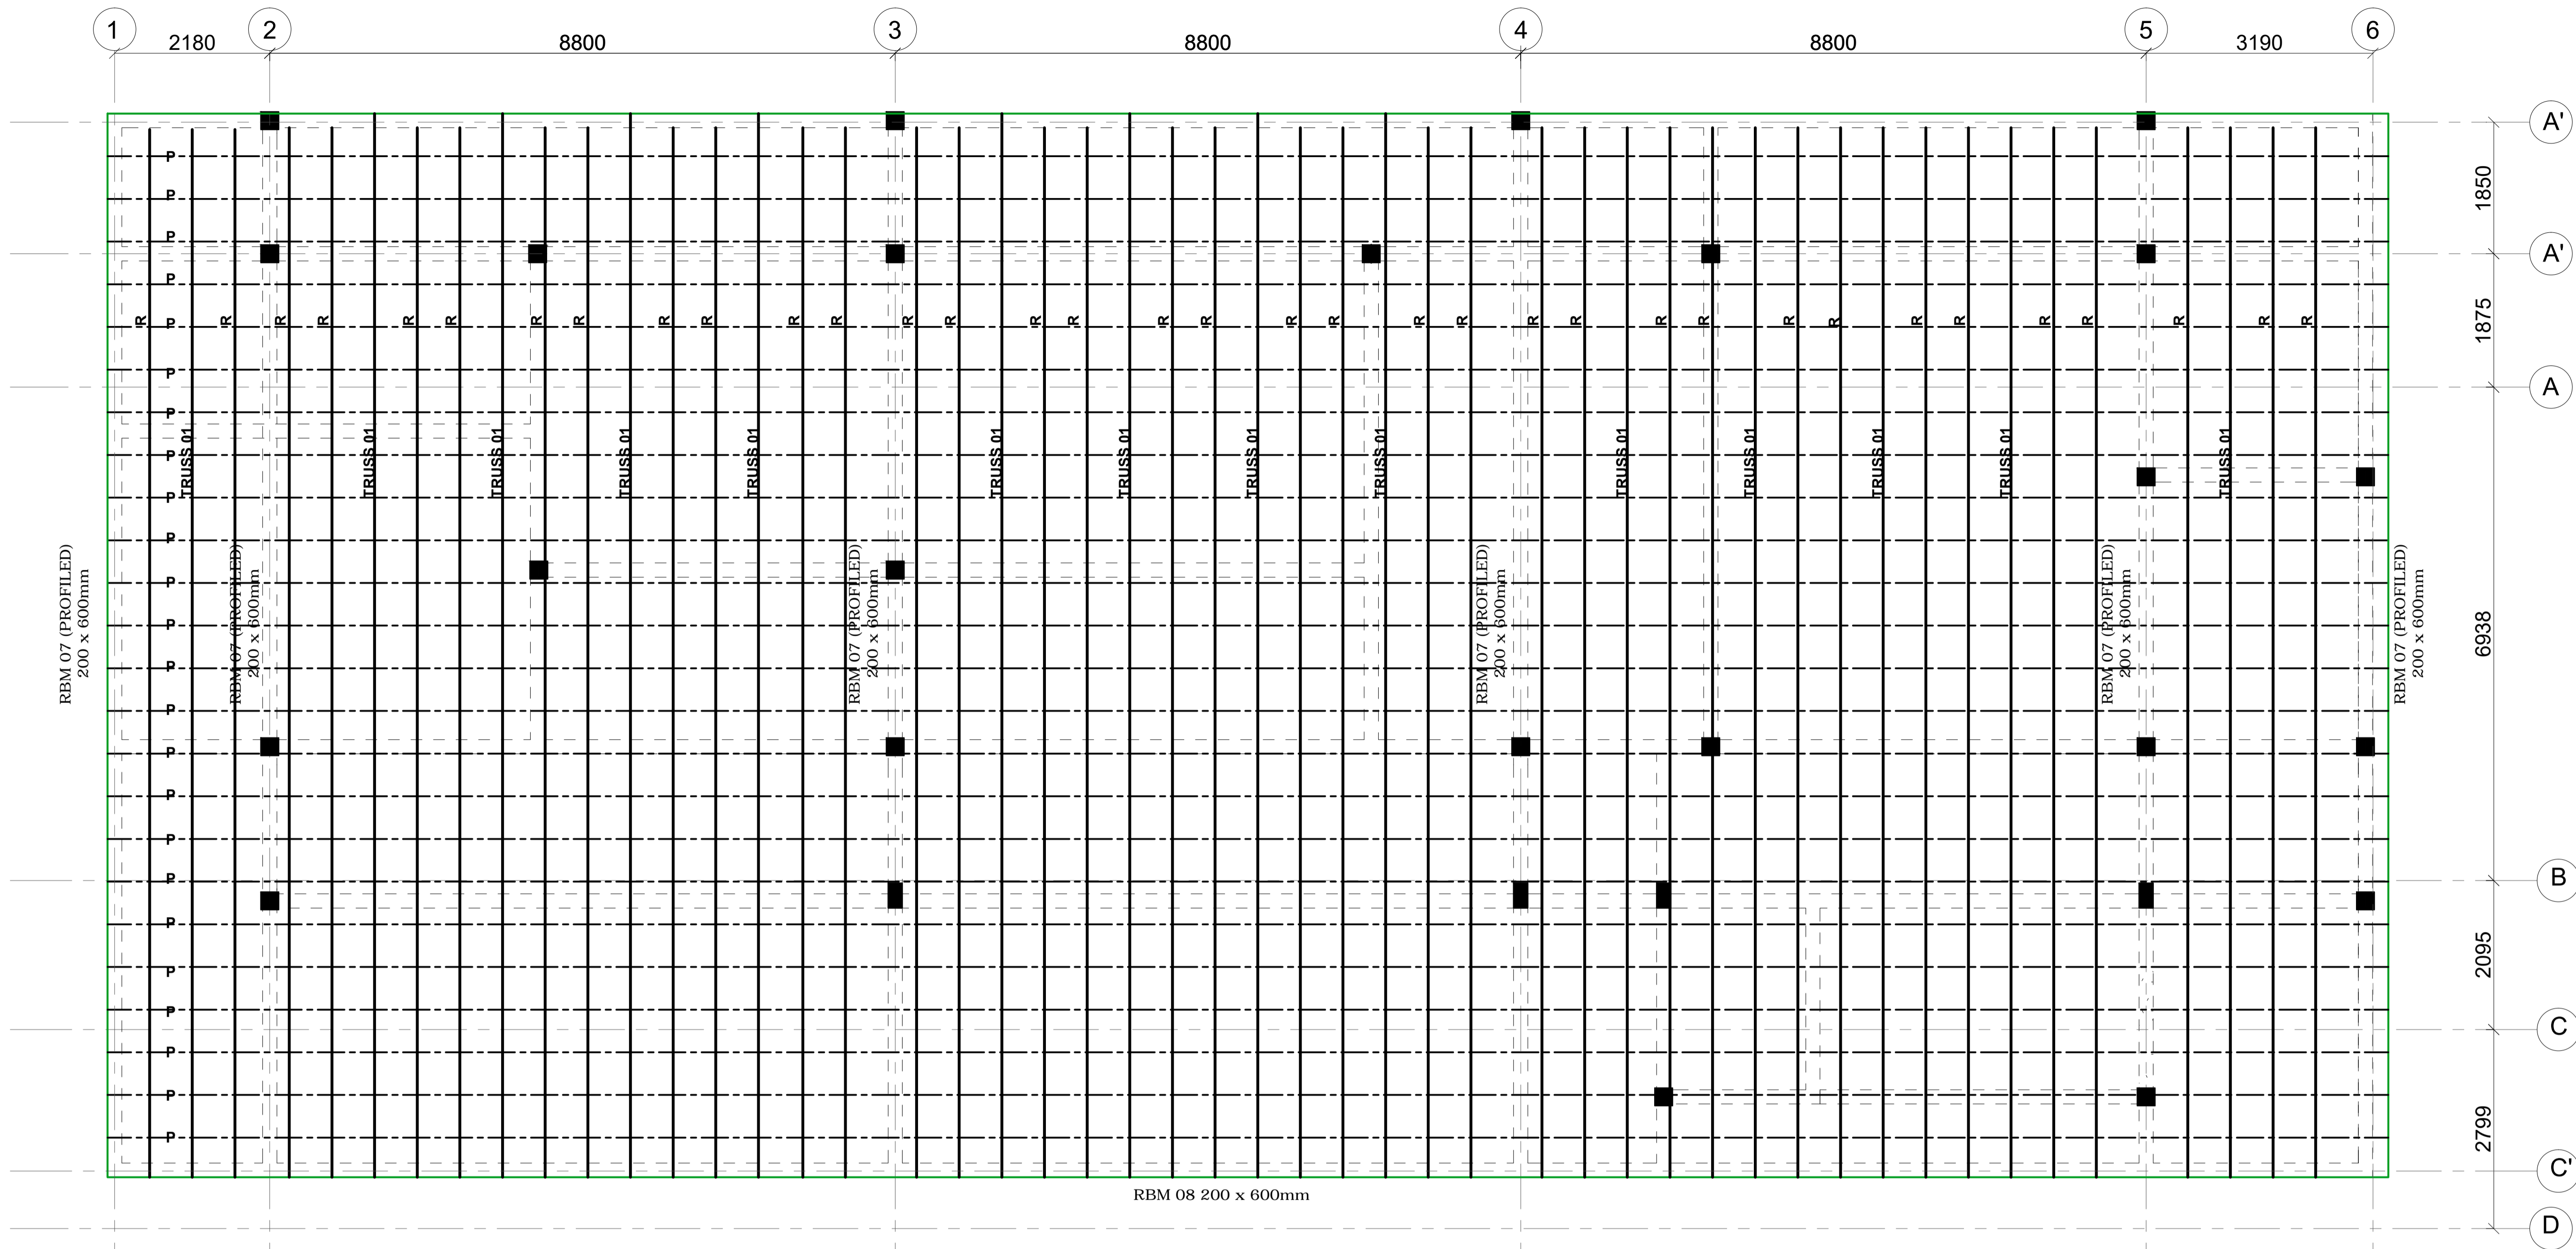 1 2 3 4 5 6
2180 8800 8800 8800 3190
A'
P
1850
P
P
A'
P
1875
R P R R R R R R R R R R R R R R R R R R R R R R R R R R R R R R R R R R
P
A
P
P
TRUSS 01
TRUSS 01
TRUSS 01
TRUSS 01
TRUSS 01
TRUSS 01
TRUSS 01
TRUSS 01
TRUSS 01
TRUSS 01
TRUSS 01
TRUSS 01
TRUSS 01
TRUSS 01
P
P
P
P
6938
RBM 07 (PROFILED)
200 x 600mm
RBM 07 (PROFILED)
200 x 600mm
RBM 07 (PROFILED)
200 x 600mm
RBM 07 (PROFILED)
200 x 600mm
RBM 07 (PROFILED)
200 x 600mm
RBM 07 (PROFILED)
200 x 600mm
P
P
P
P
P
P
B
P
2095
P
P
C
P
P
P
2799
C'
RBM 08 200 x 600mm
D